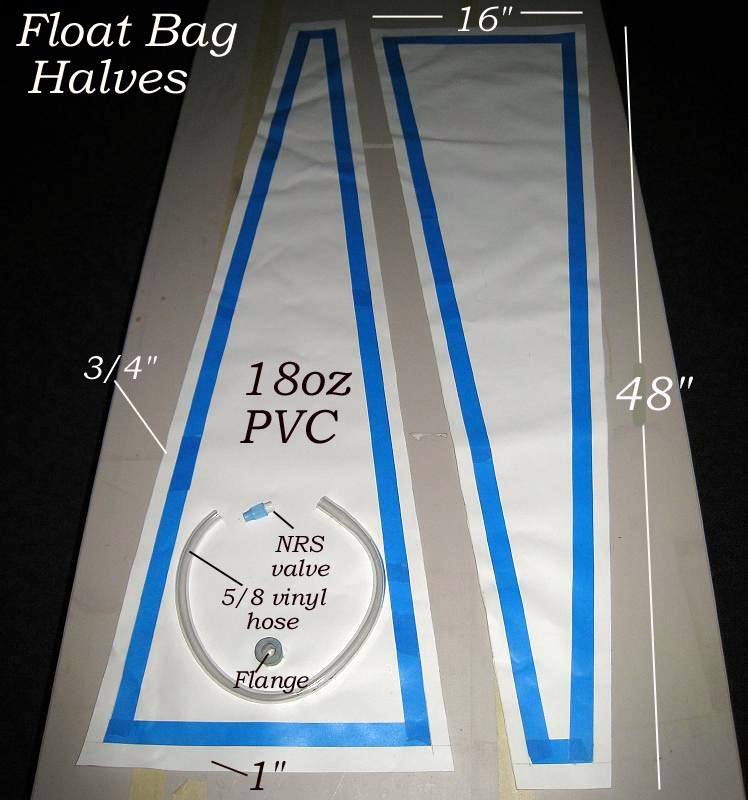 Float Bag
Halves
16"
3/4"
18oz
PVC
48"
NRS
valve
5/8 vinyl
hose
Flange
1"